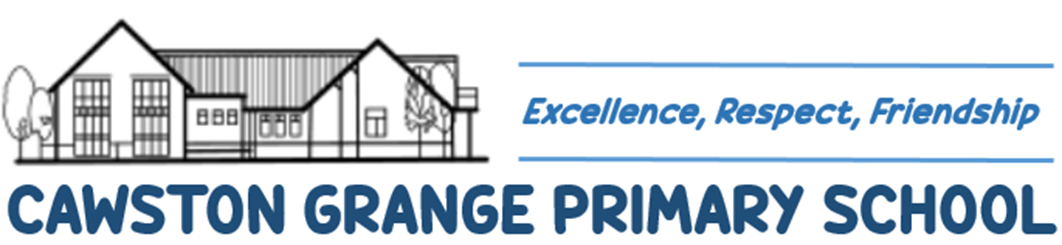 Excellence, Respect, Friendship
CAWSTON GRANGE PRIMARY SCHOOL